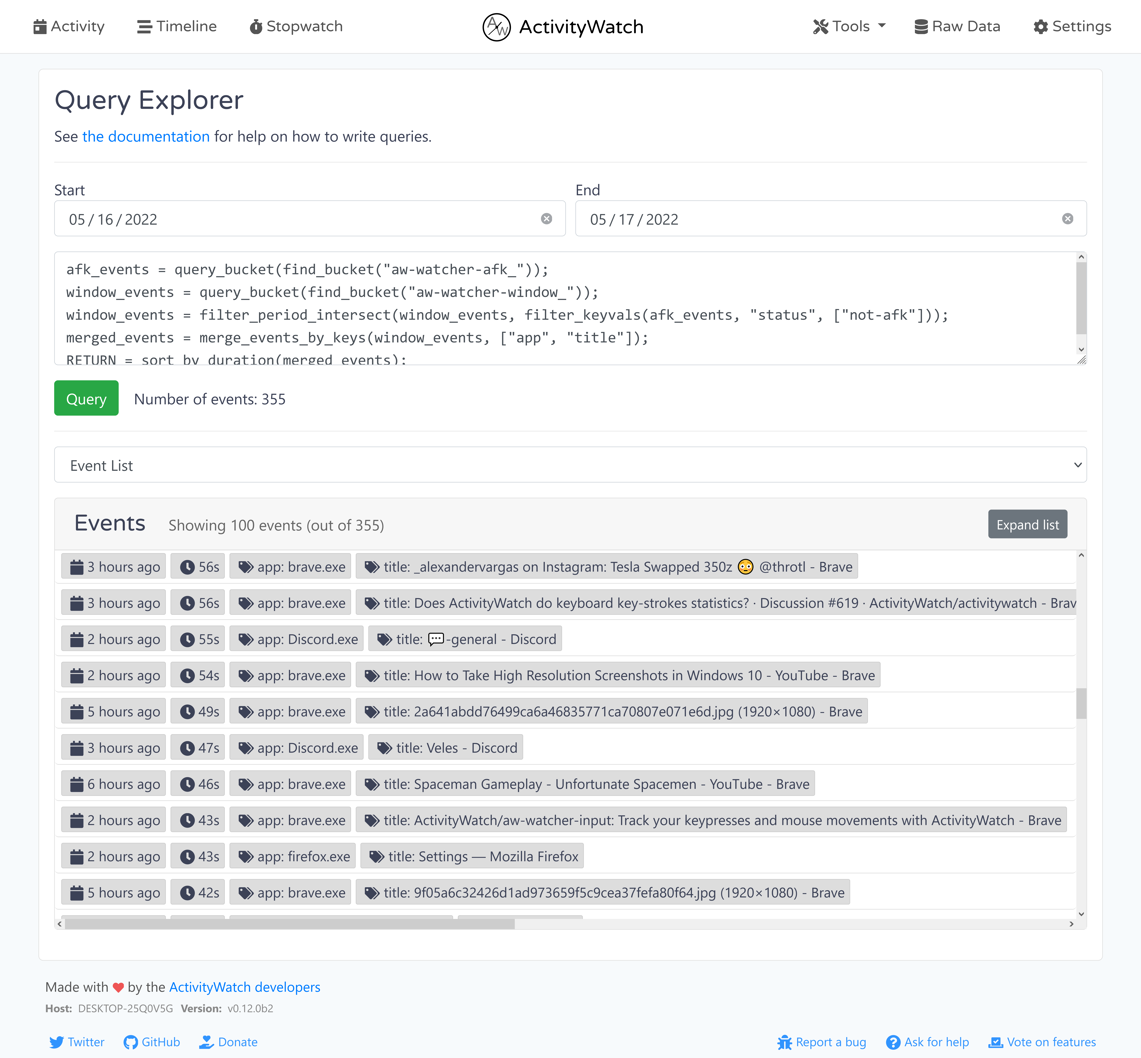 Activity Timeline Stopwatch ActivityWatch Tools Raw Data Settings
Query Explorer
See the documentation for help on how to write queries.
Start End
05 / 16 / 2022 05 / 17 / 2022
afk_events = query_bucket(find_bucket("aw-watcher-afk_"));
window_events = query_bucket(find_bucket("aw-watcher-window_"));
window_events = filter_period_intersect(window_events, filter_keyvals(afk_events, "status", ["not-afk"]));
merged_events = merge_events_by_keys(window_events, ["app", "title"]);
RETURN = sort_by_duration(merged_events);
Query Number of events: 355
Event List
Events Showing 100 events (out of 355) Expand list
3 hours ago 56s app: brave.exe title: _alexandervargas on Instagram: Tesla Swapped 350z 😳 @throtl - Brave
3 hours ago 56s app: brave.exe title: Does ActivityWatch do keyboard key-strokes statistics? · Discussion #619 · ActivityWatch/activitywatch - Brav
2 hours ago 55s app: Discord.exe title: 💬-general - Discord
2 hours ago 54s app: brave.exe title: How to Take High Resolution Screenshots in Windows 10 - YouTube - Brave
5 hours ago 49s app: brave.exe title: 2a641abdd76499ca6a46835771ca70807e071e6d.jpg (1920×1080) - Brave
3 hours ago 47s app: Discord.exe title: Veles - Discord
6 hours ago 46s app: brave.exe title: Spaceman Gameplay - Unfortunate Spacemen - YouTube - Brave
2 hours ago 43s app: brave.exe title: ActivityWatch/aw-watcher-input: Track your keypresses and mouse movements with ActivityWatch - Brave
2 hours ago 43s app: firefox.exe title: Settings — Mozilla Firefox
5 hours ago 42s app: brave.exe title: 9f05a6c32426d1ad973659f5c9cea37fefa80f64.jpg (1920×1080) - Brave
Made with ❤ by the ActivityWatch developers
Host: DESKTOP-25Q0V5G Version: v0.12.0b2
Twitter GitHub Donate Report a bug Ask for help Vote on features